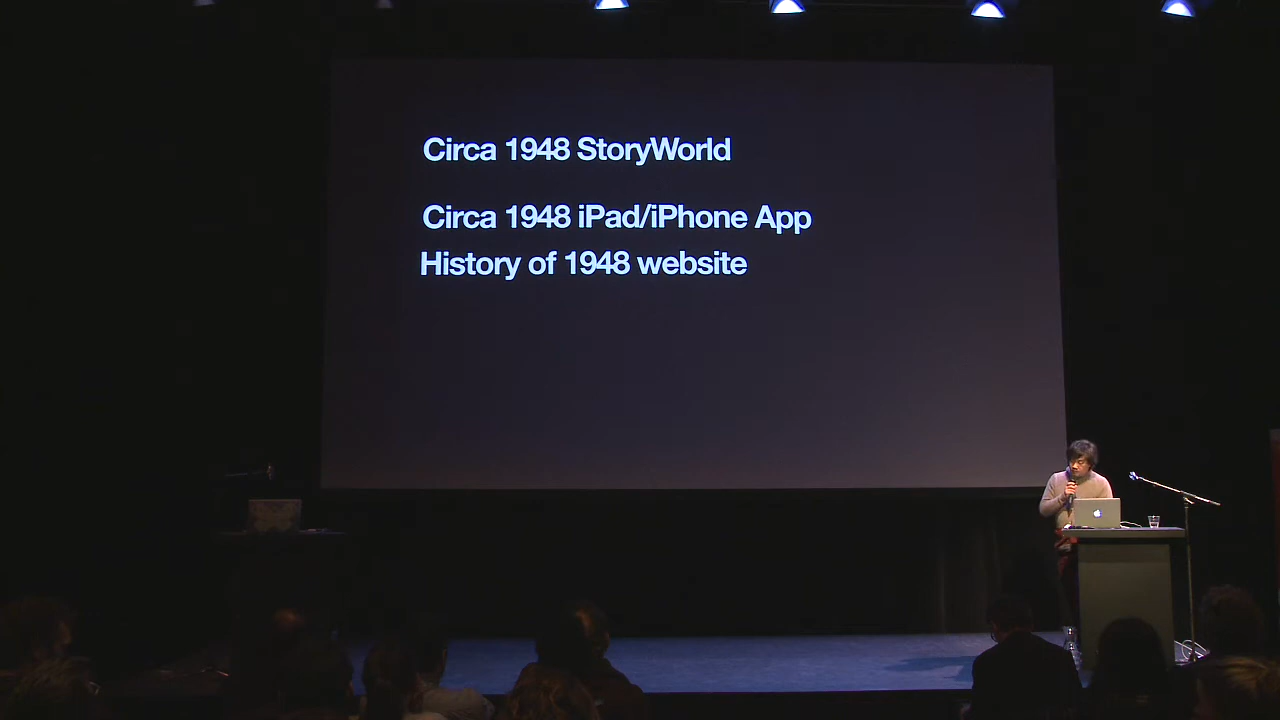 Circa 1948 StoryWorld
Circa 1948 iPad/iPhone App
History of 1948 website